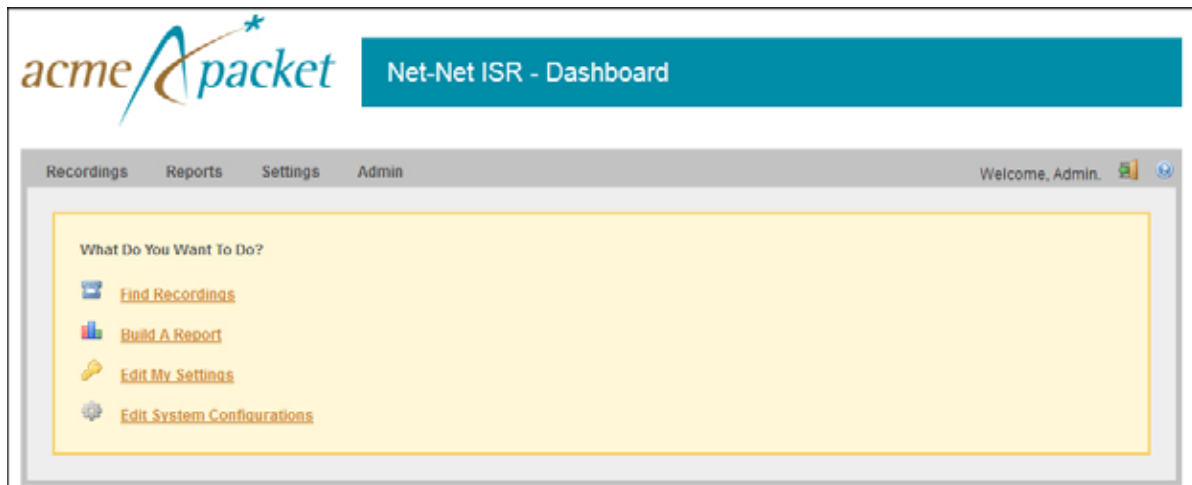 acme packet
Net-Net ISR - Dashboard
Recordings Reports Settings Admin Welcome, Admin.
What Do You Want To Do?
Find Recordings
Build A Report
Edit My Settings
Edit System Configurations